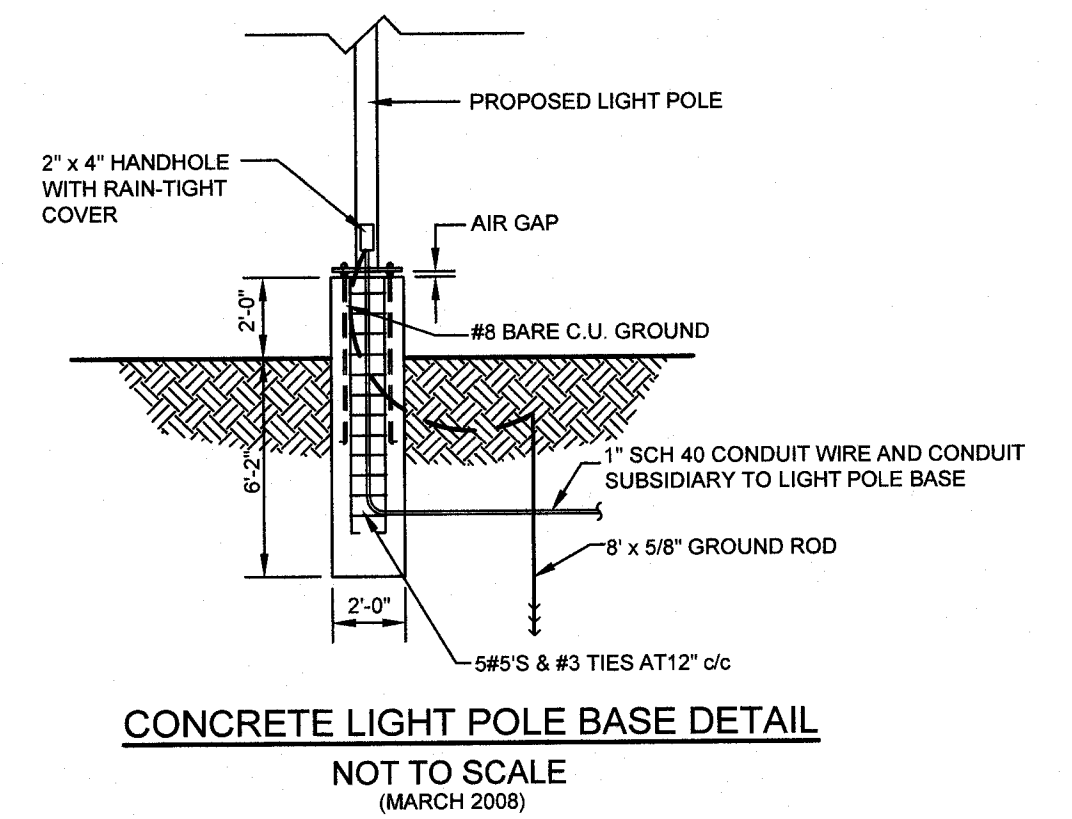 PROPOSED LIGHT POLE
2" x 4" HANDHOLE
WITH RAIN-TIGHT
COVER
AIR GAP
2'-0"
#8 BARE C.U. GROUND
6'-2"
1" SCH 40 CONDUIT WIRE AND CONDUIT
SUBSIDIARY TO LIGHT POLE BASE
8' x 5/8" GROUND ROD
2'-0"
5#5'S & #3 TIES AT12" c/c
CONCRETE LIGHT POLE BASE DETAIL
NOT TO SCALE
(MARCH 2008)